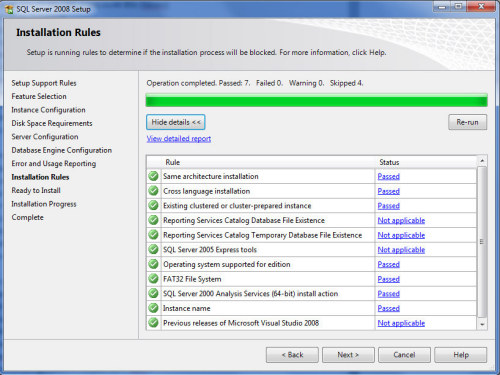 SQL Server 2008 Setup
Installation Rules
Setup is running rules to determine if the installation process will be blocked. For more information, click Help.
Setup Support Rules
Feature Selection
Instance Configuration
Disk Space Requirements
Server Configuration
Database Engine Configuration
Error and Usage Reporting
Installation Rules
Ready to Install
Installation Progress
Complete
Operation completed. Passed: 7. Failed 0. Warning 0. Skipped 4.
Hide details << Re-run
View detailed report
Rule Status
Same architecture installation Passed
Cross language installation Passed
Existing clustered or cluster-prepared instance Passed
Reporting Services Catalog Database File Existence Not applicable
Reporting Services Catalog Temporary Database File Existence Not applicable
SQL Server 2005 Express tools Not applicable
Operating system supported for edition Passed
FAT32 File System Passed
SQL Server 2000 Analysis Services (64-bit) install action Passed
Instance name Passed
Previous releases of Microsoft Visual Studio 2008 Not applicable
< Back Next > Cancel Help